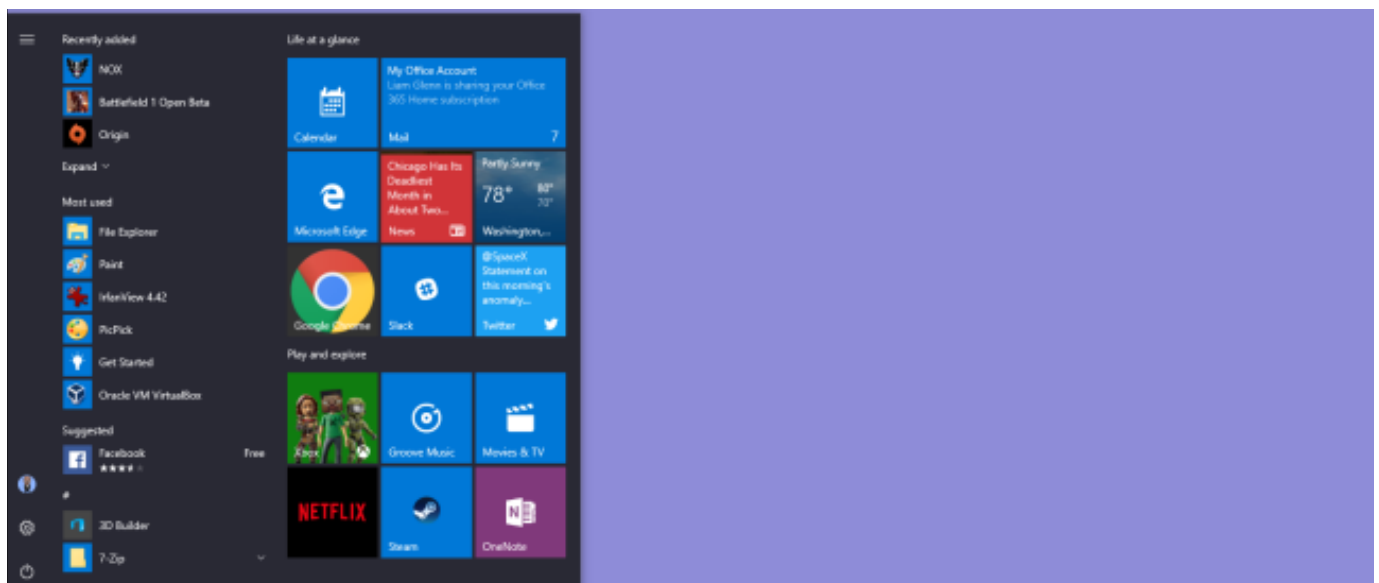 Recently added
NOX
Battlefield 1 Open Beta
Origin
Expand
Most used
File Explorer
Paint
IrfanView 4.42
PicPick
Get Started
Oracle VM VirtualBox
Suggested
Facebook Free
#
3D Builder
7-Zip
Life at a glance
Calendar
My Office Account
Liam Glenn is sharing your Office
365 Home subscription
Mail 7
Microsoft Edge
Chicago Has Its
Deadliest
Month in
About Two...
News
Partly Sunny
78° 80°
70°
Washington,...
Google Chrome
Slack
@SpaceX
Statement on
this morning's
anomaly...
Twitter
Play and explore
Xbox
Groove Music
Movies & TV
NETFLIX
Steam
OneNote